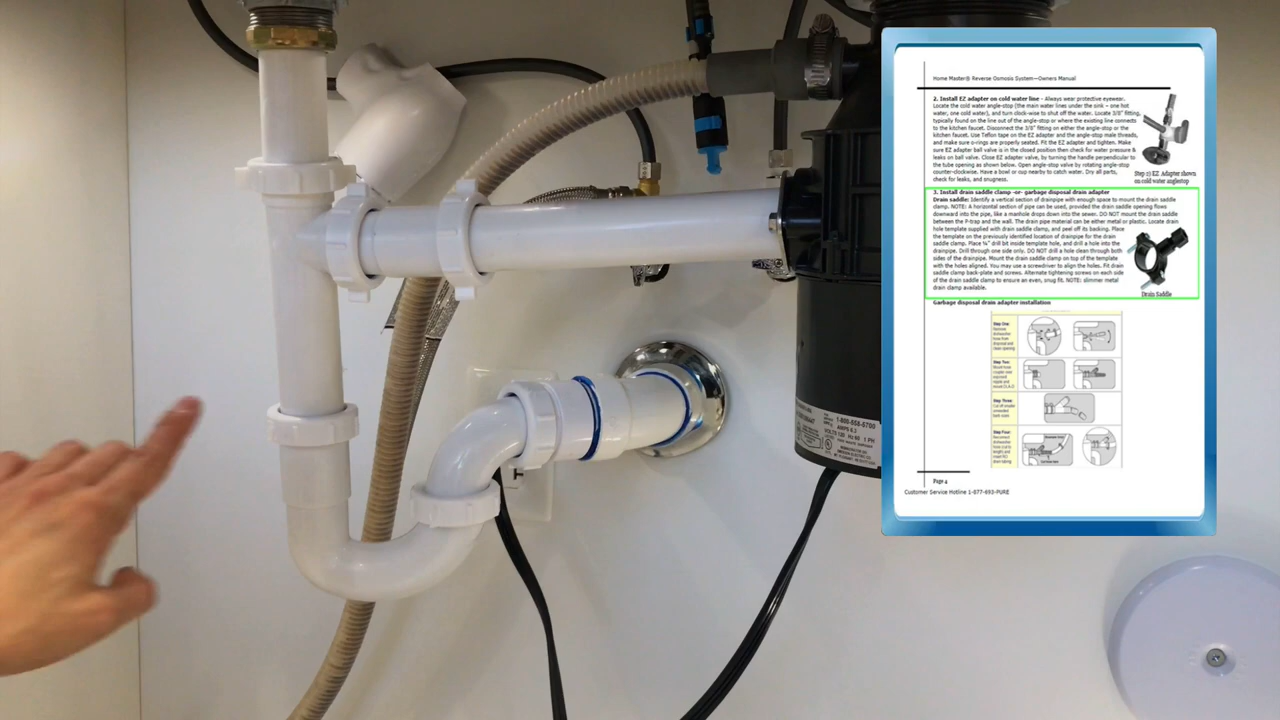 Home Master® Reverse Osmosis System—Owners Manual
2. Install EZ adapter on cold water line - Always wear protective eyewear.
Locate the cold water angle-stop (the main water lines under the sink – one hot
water, one cold water), and turn clock-wise to shut off the water. Locate 3/8" fitting,
typically found on the line out of the angle-stop or where the existing line connects
to the kitchen faucet. Disconnect the 3/8" fitting on either the angle-stop or the
kitchen faucet. Use Teflon tape on the EZ adapter and the angle-stop male threads,
and make sure o-rings are properly seated. Fit the EZ adapter and tighten. Make
sure EZ adapter ball valve is in the closed position then check for water pressure &
leaks on ball valve. Close EZ adapter valve, by turning the handle perpendicular to
the tube opening as shown below. Open angle-stop valve by rotating angle-stop
counter-clockwise. Have a bowl or cup nearby to catch water. Dry all parts,
check for leaks, and snugness.
Step 2) EZ Adapter shown
on cold water anglestop
3. Install drain saddle clamp -or- garbage disposal drain adapter
Drain saddle: Identify a vertical section of drainpipe with enough space to mount the drain saddle
clamp. NOTE: A horizontal section of pipe can be used, provided the drain saddle opening flows
downward into the pipe, like a manhole drops down into the sewer. DO NOT mount the drain saddle
between the P-trap and the wall. The drain pipe material can be either metal or plastic. Locate drain
hole template supplied with drain saddle clamp, and peel off its backing. Place
the template on the previously identified location of drainpipe for the drain
saddle clamp. Place ¼" drill bit inside template hole, and drill a hole into the
drainpipe. Drill through one side only. DO NOT drill a hole clean through both
sides of the drainpipe. Mount the drain saddle clamp on top of the template
with the holes aligned. You may use a screwdriver to align the holes. Fit drain
saddle clamp back-plate and screws. Alternate tightening screws on each side
of the drain saddle clamp to ensure an even, snug fit. NOTE: slimmer metal
drain clamp available.
Drain Saddle
Garbage disposal drain adapter installation
Step One:
Step Two:
Step Three:
Step Four:
Page 4
Customer Service Hotline 1-877-693-PURE
1-800-558-5700
AMPS 6.3